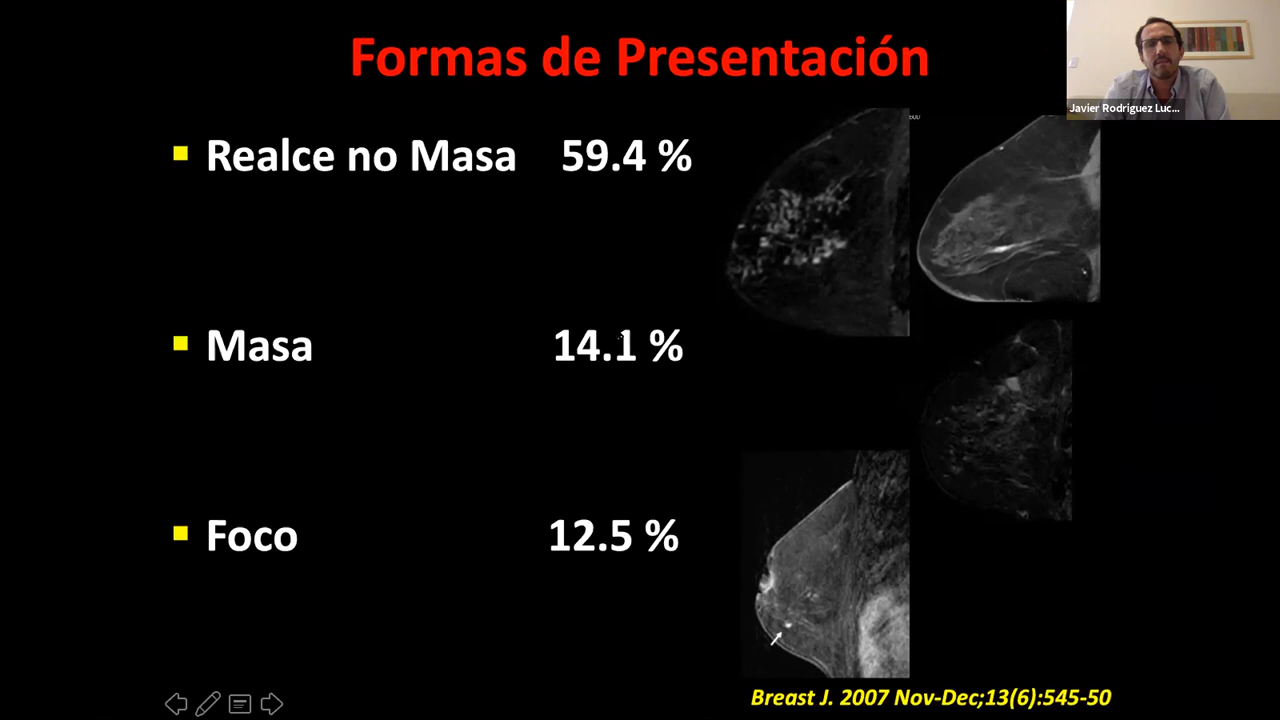 Formas de Presentación
Javier Rodríguez Luc...
Realce no Masa 59.4 %
Masa 14.1 %
Foco 12.5 %
Breast J. 2007 Nov-Dec;13(6):545-50